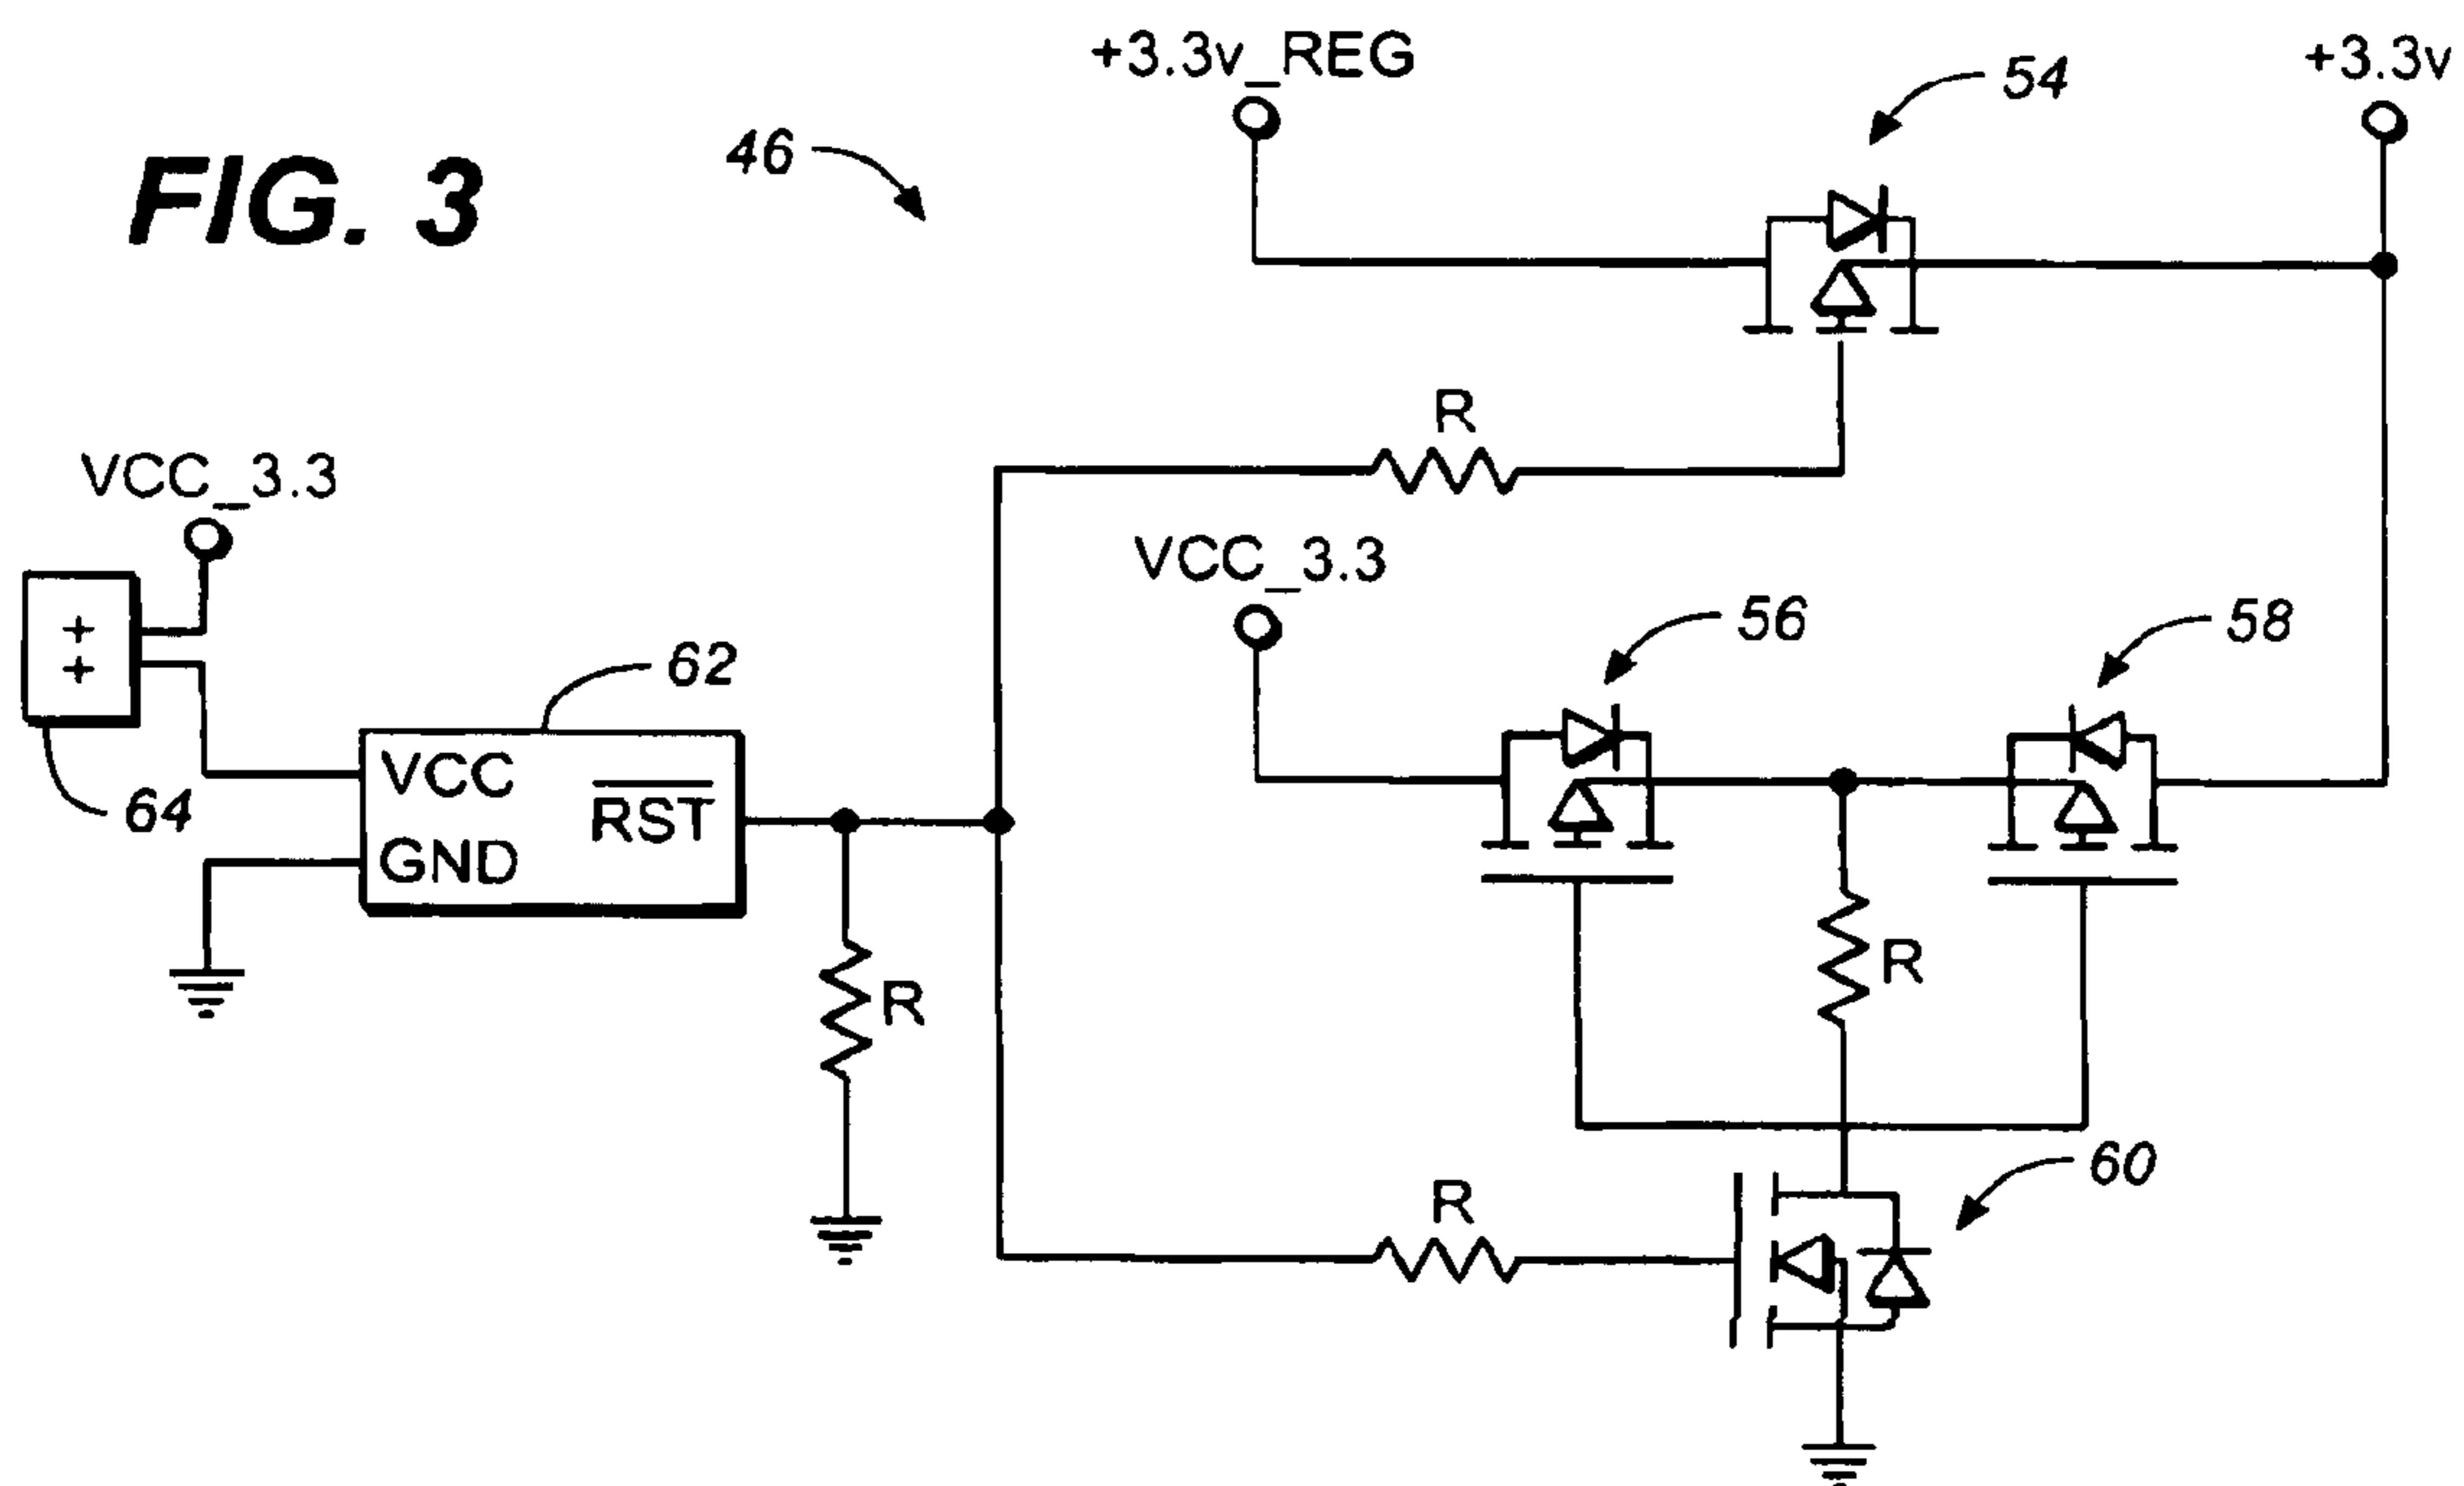 FIG. 3
46
+3.3v_REG
54
+3.3v
R
VCC_3.3
+
+
64
62
VCC
RST
GND
R
VCC_3.3
56
58
R
R
60